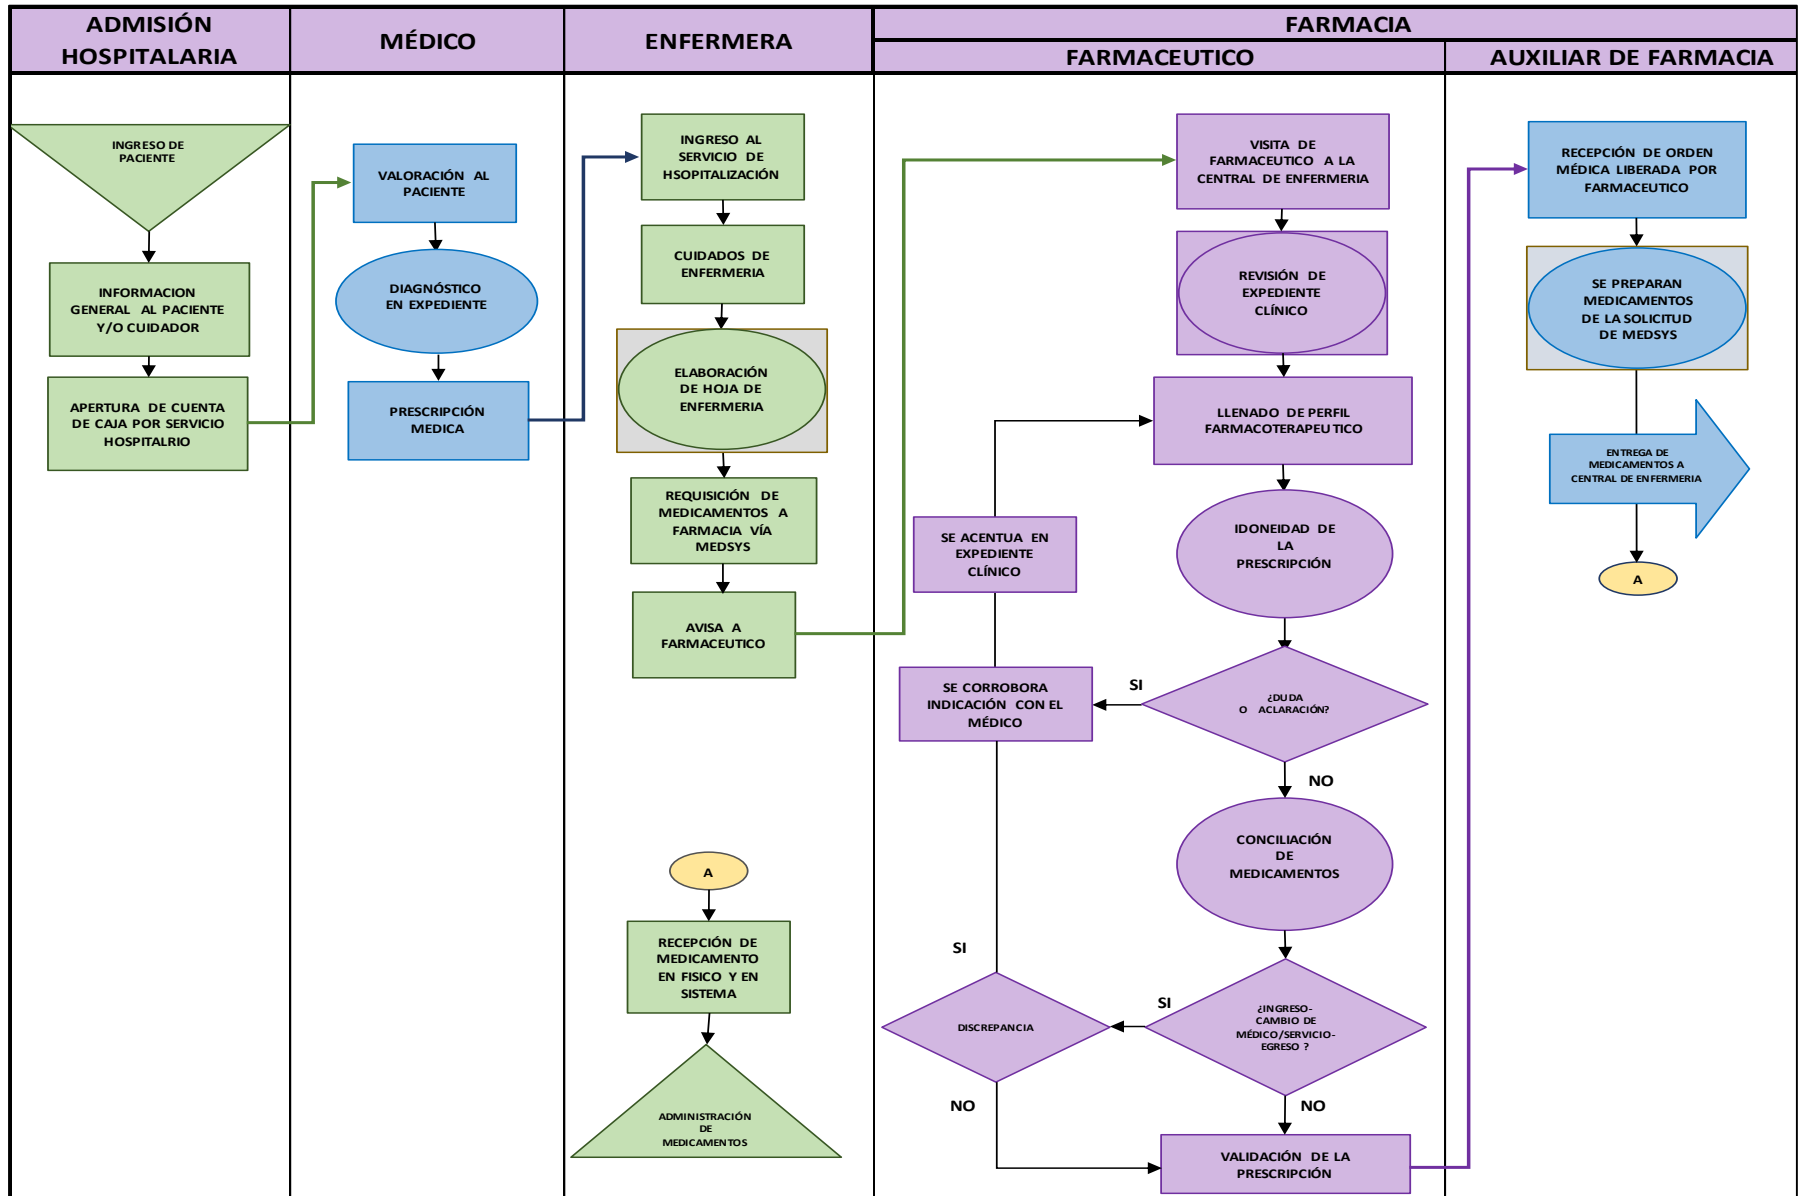 ADMISIÓN
HOSPITALARIA
MÉDICO
ENFERMERA
FARMACIA
FARMACEUTICO
AUXILIAR DE FARMACIA
INGRESO DE
PACIENTE
INFORMACION
GENERAL AL PACIENTE
Y/O CUIDADOR
APERTURA DE CUENTA
DE CAJA POR SERVICIO
HOSPITALRIO
VALORACIÓN AL
PACIENTE
DIAGNÓSTICO
EN EXPEDIENTE
PRESCRIPCIÓN
MEDICA
INGRESO AL
SERVICIO DE
HSOPITALIZACIÓN
CUIDADOS DE
ENFERMERIA
ELABORACIÓN
DE HOJA DE
ENFERMERIA
REQUISICIÓN DE
MEDICAMENTOS A
FARMACIA VÍA
MEDSYS
AVISA A
FARMACEUTICO
A
RECEPCIÓN DE
MEDICAMENTO
EN FISICO Y EN
SISTEMA
ADMINISTRACIÓN
DE
MEDICAMENTOS
VISITA DE
FARMACEUTICO A LA
CENTRAL DE ENFERMERIA
REVISIÓN DE
EXPEDIENTE
CLÍNICO
LLENADO DE PERFIL
FARMACOTERAPEUTICO
IDONEIDAD DE
LA
PRESCRIPCIÓN
SE ACENTUA EN
EXPEDIENTE
CLÍNICO
¿DUDA
O ACLARACIÓN?
SI
SE CORROBORA
INDICACIÓN CON EL
MÉDICO
NO
CONCILIACIÓN
DE
MEDICAMENTOS
¿INGRESO-
CAMBIO DE
MÉDICO/SERVICIO-
EGRESO ?
SI
DISCREPANCIA
SI
NO
NO
VALIDACIÓN DE LA
PRESCRIPCIÓN
RECEPCIÓN DE ORDEN
MÉDICA LIBERADA POR
FARMACEUTICO
SE PREPARAN
MEDICAMENTOS
DE LA SOLICITUD
DE MEDSYS
ENTREGA DE
MEDICAMENTOS A
CENTRAL DE ENFERMERIA
A